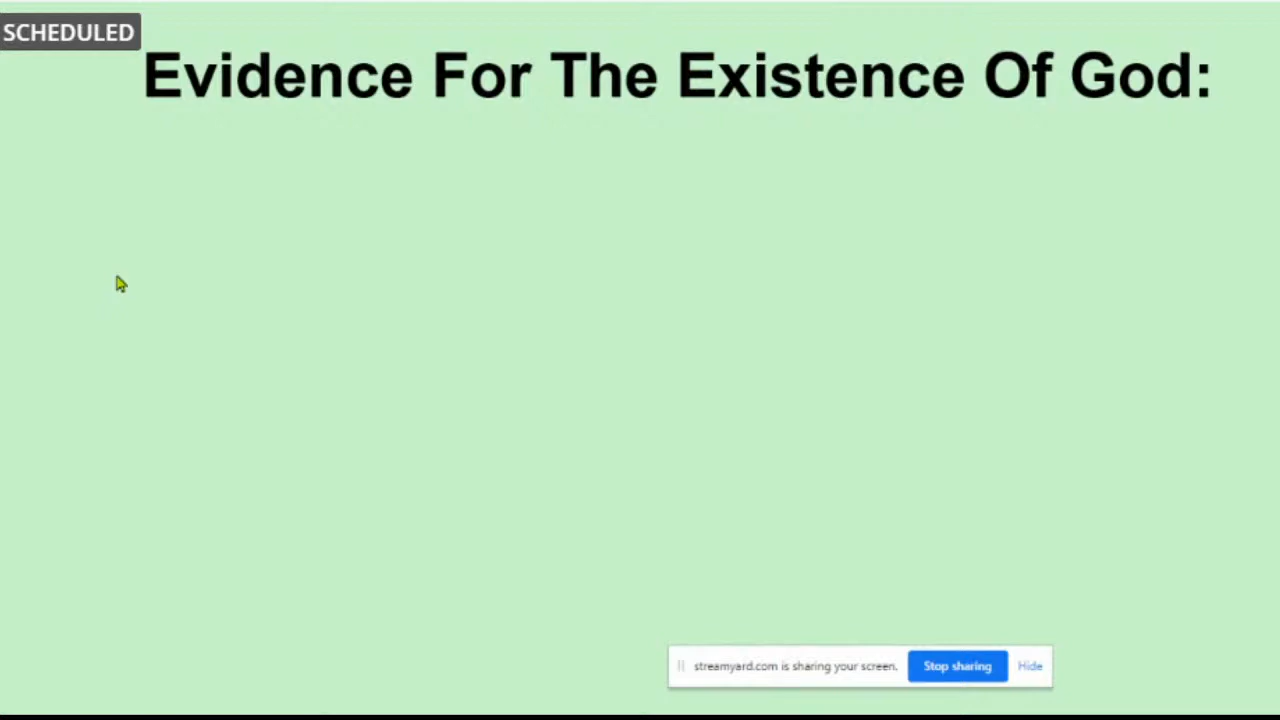 SCHEDULED
Evidence For The Existence Of God:
streamyard.com is sharing your screen. Stop sharing Hide